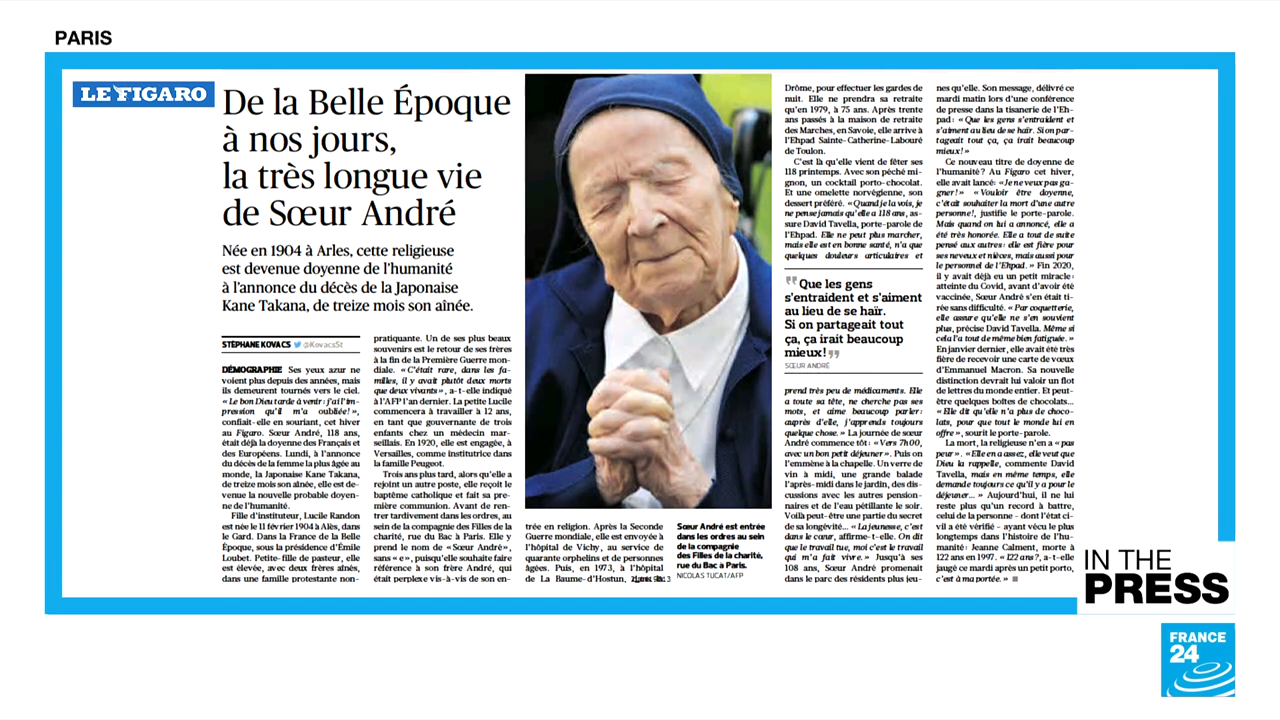 PARIS
LE FIGARO
De la Belle Époque
à nos jours,
la très longue vie
de Sœur André
Née en 1904 à Arles, cette religieuse
est devenue doyenne de l'humanité
à l'annonce du décès de la Japonaise
Kane Takana, de treize mois son aînée.
STÉPHANE KOVACS @KovacsSt
DÉMOGRAPHIE Ses yeux azur ne
voient plus depuis des années, mais
ils demeurent tournés vers le ciel.
« Le bon Dieu tarde à venir : j'ai l'im-
pression qu'il m'a oubliée! »,
confiait-elle en souriant, cet hiver
au Figaro. Sœur André, 118 ans,
était déjà la doyenne des Français et
des Européens. Lundi, à l'annonce
du décès de la femme la plus âgée au
monde, la Japonaise Kane Takana,
de treize mois son aînée, elle est de-
venue la nouvelle probable doyen-
ne de l'humanité.
Fille d'instituteur, Lucile Randon
est née le 11 février 1904 à Alès, dans
le Gard. Dans la France de la Belle
Époque, sous la présidence d'Émile
Loubet. Petite-fille de pasteur, elle
est élevée, avec deux frères aînés,
dans une famille protestante non-
pratiquante. Un de ses plus beaux
souvenirs est le retour de ses frères
à la fin de la Première Guerre mon-
diale. « C'était rare, dans les fa-
milles, il y avait plutôt deux morts
que deux vivants », a-t-elle indiqué
à l'AFP l'an dernier. La petite Lucile
commencera à travailler à 12 ans,
en tant que gouvernante de trois
enfants chez un médecin mar-
seillais. En 1920, elle est engagée, à
Versailles, comme institutrice dans
la famille Peugeot.
Trois ans plus tard, alors qu'elle a
rejoint un autre poste, elle reçoit le
baptême catholique et fait sa pre-
mière communion. Avant de ren-
trer tardivement dans les ordres, au
sein de la compagnie des Filles de la
charité, rue du Bac à Paris. Elle y
prend le nom de « Sœur André »,
sans « e », puisqu'elle souhaite faire
référence à son frère André, qui
était perplexe vis-à-vis de son en-
trée en religion. Après la Seconde
Guerre mondiale, elle est envoyée à
l'hôpital de Vichy, au service de
quarante orphelins et de personnes
âgées. Puis, en 1973, à l'hôpital
de La Baume-d'Hostun,
Sœur André est entrée
dans les ordres au sein
de la compagnie
des Filles de la charité,
rue du Bac à Paris.
NICOLAS TUCAT/AFP
Drôme, pour effectuer les gardes de
nuit. Elle ne prendra sa retraite
qu'en 1979, à 75 ans. Après trente
ans passés à la maison de retraite
des Marches, en Savoie, elle arrive à
l'Ehpad Sainte-Catherine-Labouré
de Toulon.
C'est là qu'elle vient de fêter ses
118 printemps. Avec son péché mi-
gnon, un cocktail porto-chocolat.
Et une omelette norvégienne, son
dessert préféré. « Quand je la vois, je
ne pense jamais qu'elle a 118 ans, as-
sure David Tavella, porte-parole de
l'Ehpad. Elle ne peut plus marcher,
mais elle est en bonne santé, n'a que
quelques douleurs articulaires et
Que les gens
s'entraident et s'aiment
au lieu de se haïr.
Si on partageait tout
ça, ça irait beaucoup
mieux!
SŒUR ANDRÉ
prend très peu de médicaments. Elle
a toute sa tête, ne cherche pas ses
mots, et aime beaucoup parler :
auprès d'elle, j'apprends toujours
quelque chose. » La journée de sœur
André commence tôt : « Vers 7h00,
avec un bon petit déjeuner ». Puis on
l'emmène à la chapelle. Un verre de
vin à midi, une grande balade
l'après-midi dans le jardin, des dis-
cussions avec les autres pension-
naires et de l'eau pétillante le soir.
Voilà peut-être une partie du secret
de sa longévité... « La jeunesse, c'est
dans le cœur, affirme-t-elle. On dit
que le travail tue, moi c'est le travail
qui m'a fait vivre. » Jusqu'à ses
108 ans, Sœur André promenait
dans le parc des résidents plus jeu-
nes qu'elle. Son message, délivré ce
mardi matin lors d'une conférence
de presse dans la tisanerie de l'Eh-
pad : « Que les gens s'entraident et
s'aiment au lieu de se haïr. Si on par-
tageait tout ça, ça irait beaucoup
mieux! »
Ce nouveau titre de doyenne de
l'humanité? Au Figaro cet hiver,
elle avait lancé : « Je ne veux pas ga-
gner! » « Vouloir être doyenne,
c'était souhaiter la mort d'une autre
personne!, justifie le porte-parole.
Mais quand on lui a annoncé, elle a
été très honorée. Elle a tout de suite
pensé aux autres : elle est fière pour
ses neveux et nièces, mais aussi pour
le personnel de l'Ehpad. » Fin 2020,
il y avait déjà eu un petit miracle :
atteinte du Covid, avant d'avoir été
vaccinée, Sœur André s'en était ti-
rée sans difficulté. « Par coquetterie,
elle assure qu'elle ne s'en souvient
plus, précise David Tavella. Même si
cela l'a tout de même bien fatiguée. »
En janvier dernier, elle avait été très
fière de recevoir une carte de vœux
d'Emmanuel Macron. Sa nouvelle
distinction devrait lui valoir un flot
de lettres du monde entier. Et peut-
être quelques boîtes de chocolats...
« Elle dit qu'elle n'a plus de choco-
lats, pour que tout le monde lui en
offre », sourit le porte-parole.
La mort, la religieuse n'en a « pas
peur ». « Elle en a assez, elle veut que
Dieu la rappelle, commente David
Tavella, mais en même temps, elle
demande toujours ce qu'il y a pour le
déjeuner... » Aujourd'hui, il ne lui
reste plus qu'un record à battre,
celui de la personne - dont l'état ci-
vil a été vérifié - ayant vécu le plus
longtemps dans l'histoire de l'hu-
manité : Jeanne Calment, morte à
122 ans en 1997. « 122 ans?, a-t-elle
jaugé ce mardi après un petit porto,
c'est à ma portée. »
IN THE
PRESS
FRANCE
24